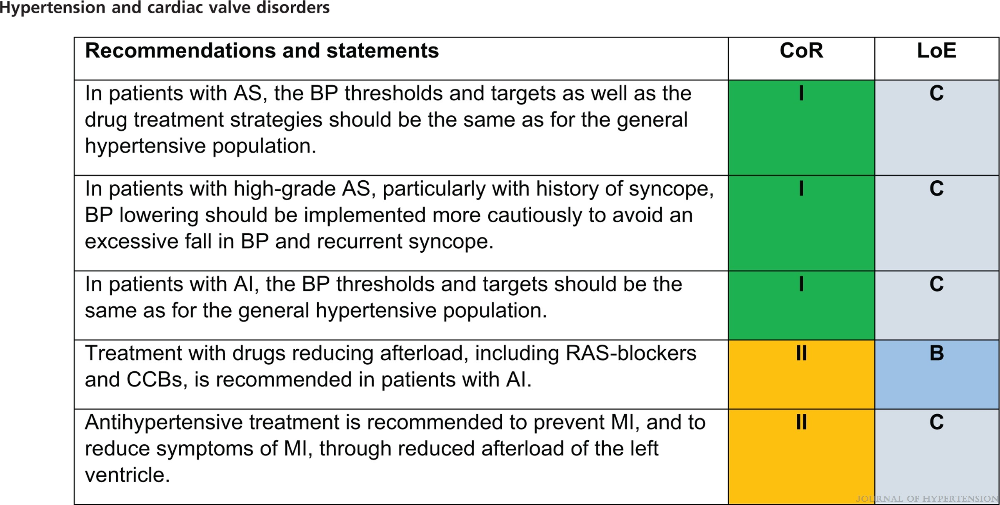 Hypertension and cardiac valve disorders
Recommendations and statements CoR LoE
In patients with AS, the BP thresholds and targets as well as the I C
drug treatment strategies should be the same as for the general
hypertensive population.
In patients with high-grade AS, particularly with history of syncope, I C
BP lowering should be implemented more cautiously to avoid an
excessive fall in BP and recurrent syncope.
In patients with AI, the BP thresholds and targets should be the I C
same as for the general hypertensive population.
Treatment with drugs reducing afterload, including RAS-blockers II B
and CCBs, is recommended in patients with AI.
Antihypertensive treatment is recommended to prevent MI, and to II C
reduce symptoms of MI, through reduced afterload of the left
ventricle.
JOURNAL OF HYPERTENSION